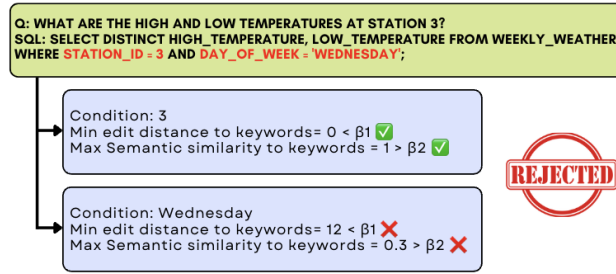 Q: WHAT ARE THE HIGH AND LOW TEMPERATURES AT STATION 3?
SQL: SELECT DISTINCT HIGH_TEMPERATURE, LOW_TEMPERATURE FROM WEEKLY_WEATHER
WHERE STATION_ID = 3 AND DAY_OF_WEEK = 'WEDNESDAY';
Condition: 3
Min edit distance to keywords= 0 < β1 ✅
Max Semantic similarity to keywords = 1 > β2 ✅
REJECTED
Condition: Wednesday
Min edit distance to keywords= 12 < β1 ❌
Max Semantic similarity to keywords = 0.3 > β2 ❌